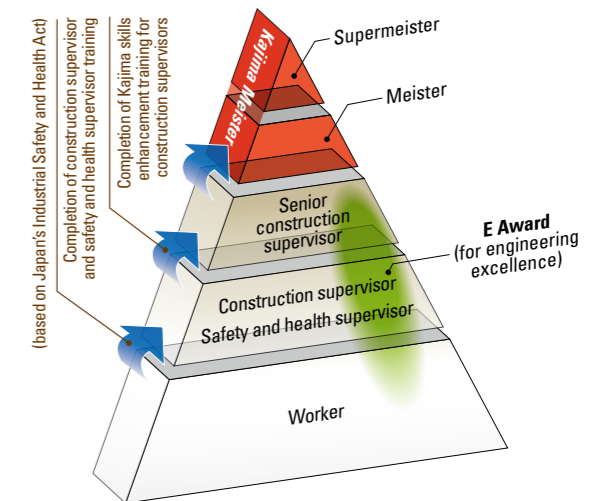 (based on Japan's Industrial Safety and Health Act)
Completion of construction supervisor
and safety and health supervisor training
Completion of Kajima skills
enhancement training for
construction supervisors
Kajima Meister
Supermeister
Meister
Senior
construction
supervisor
E Award
(for engineering
excellence)
Construction supervisor
Safety and health supervisor
Worker